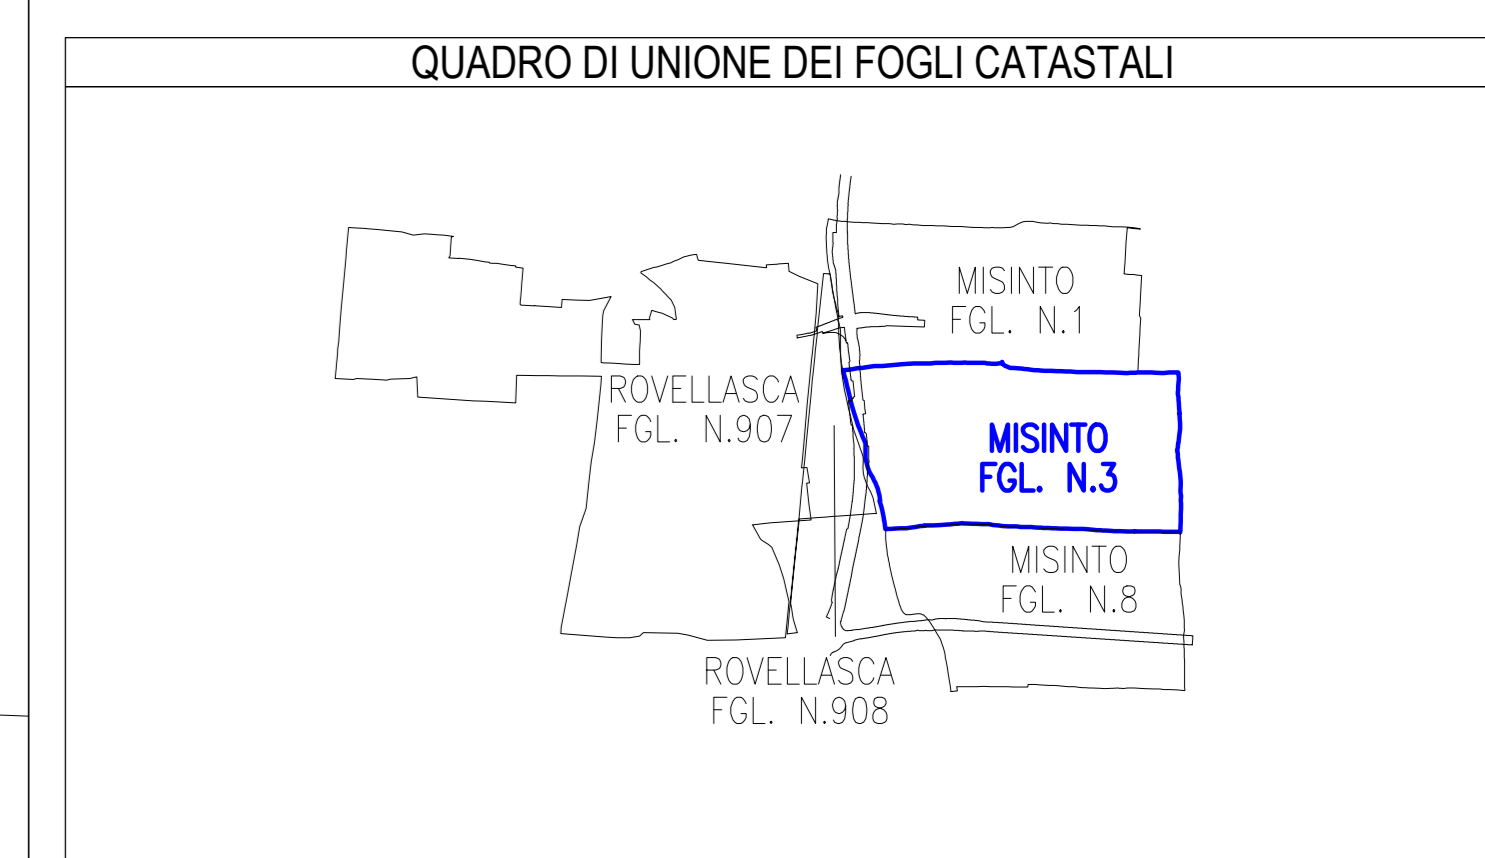 QUADRO DI UNIONE DEI FOGLI CATASTALI
MISINTO
FGL. N.1
ROVELLASCA
FGL. N.907
MISINTO
FGL. N.3
MISINTO
FGL. N.8
ROVELLASCA
FGL. N.908